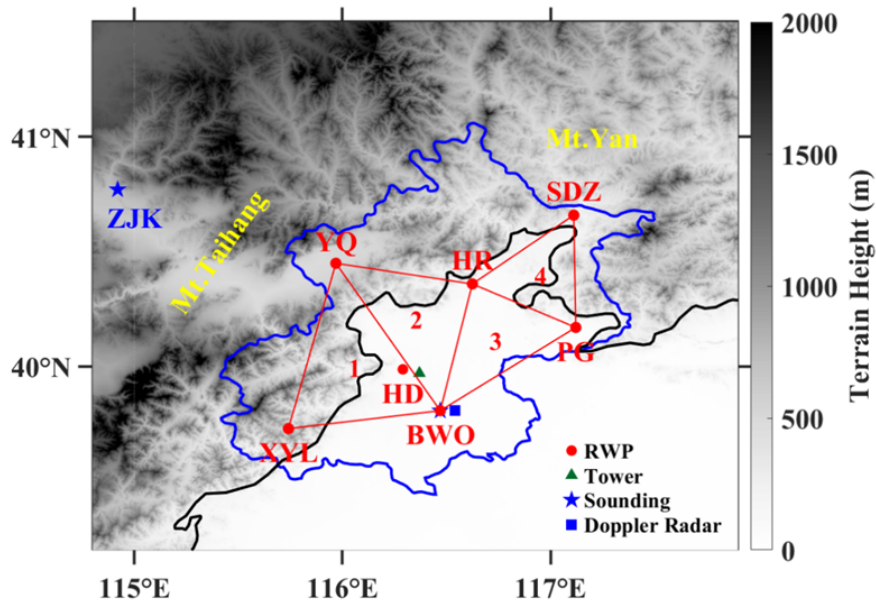 2000
41°N
Mt.Yan
1500
SDZ
ZJK
Mt.Taihang
YQ
HR
4
1000
2
3
40°N
1
PG
HD
BWO
500
XYL
RWP
Tower
Sounding
Doppler Radar
0
115°E
116°E
117°E
Terrain Height (m)